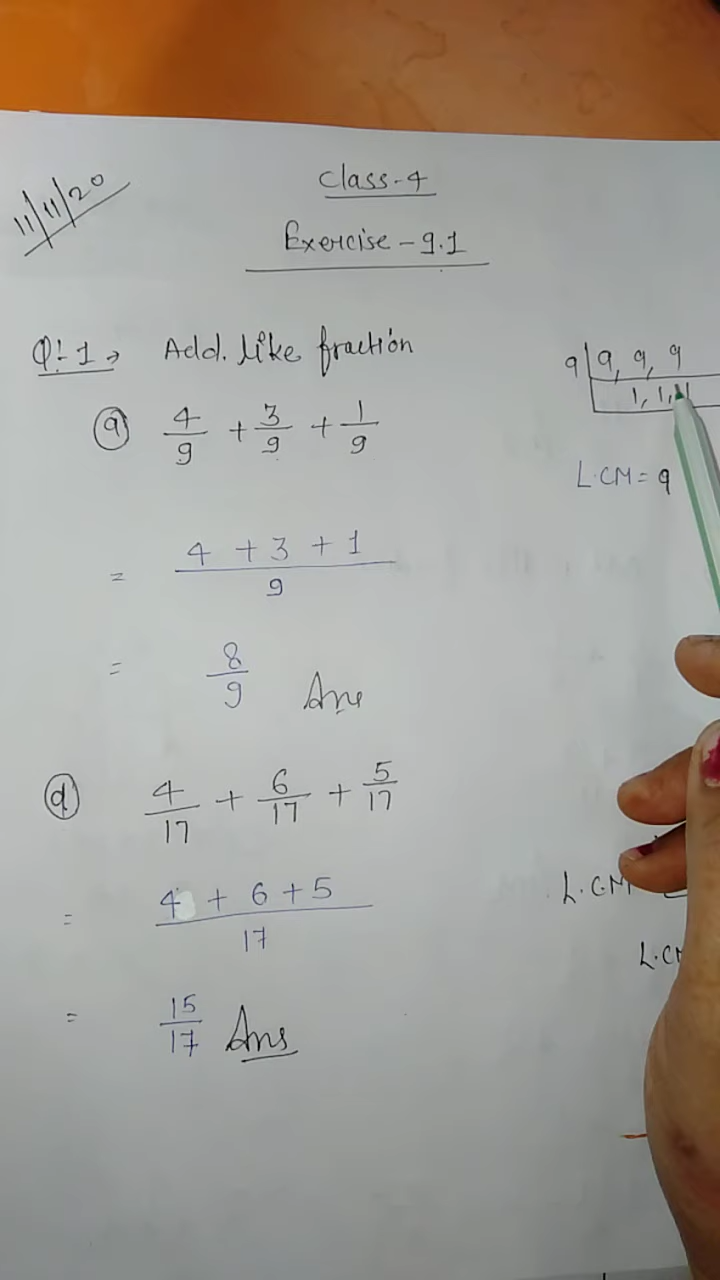 11/11/20
Class-4
Exercise - 9.1
Q:-1→ Add. like fraction
(a) 4/9 + 3/9 + 1/9
= 4 + 3 + 1 / 9
= 8/9 Ans
9 | 9, 9, 9
1, 1, 1
L.CM = 9
(d) 4/17 + 6/17 + 5/17
= 4 + 6 + 5 / 17
= 15/17 Ans
L.CM
L.CM